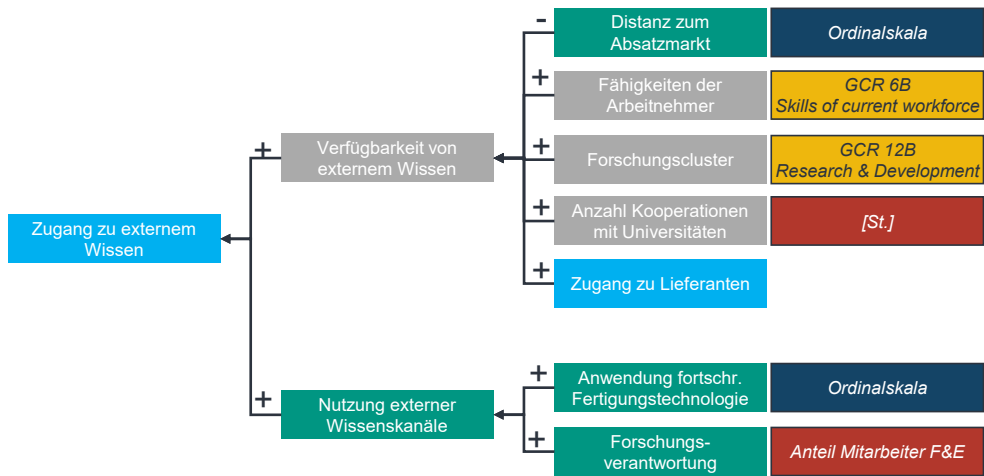 -
Distanz zum
Absatzmarkt
Ordinalskala
+
Fähigkeiten der
Arbeitnehmer
GCR 6B
Skills of current workforce
+
Verfügbarkeit von
externem Wissen
+
Forschungscluster
GCR 12B
Research & Development
+
Anzahl Kooperationen
mit Universitäten
[St.]
Zugang zu externem
Wissen
+
Zugang zu Lieferanten
+
Anwendung fortschr.
Fertigungstechnologie
Ordinalskala
+
Nutzung externer
Wissenskanäle
+
Forschungs-
verantwortung
Anteil Mitarbeiter F&E